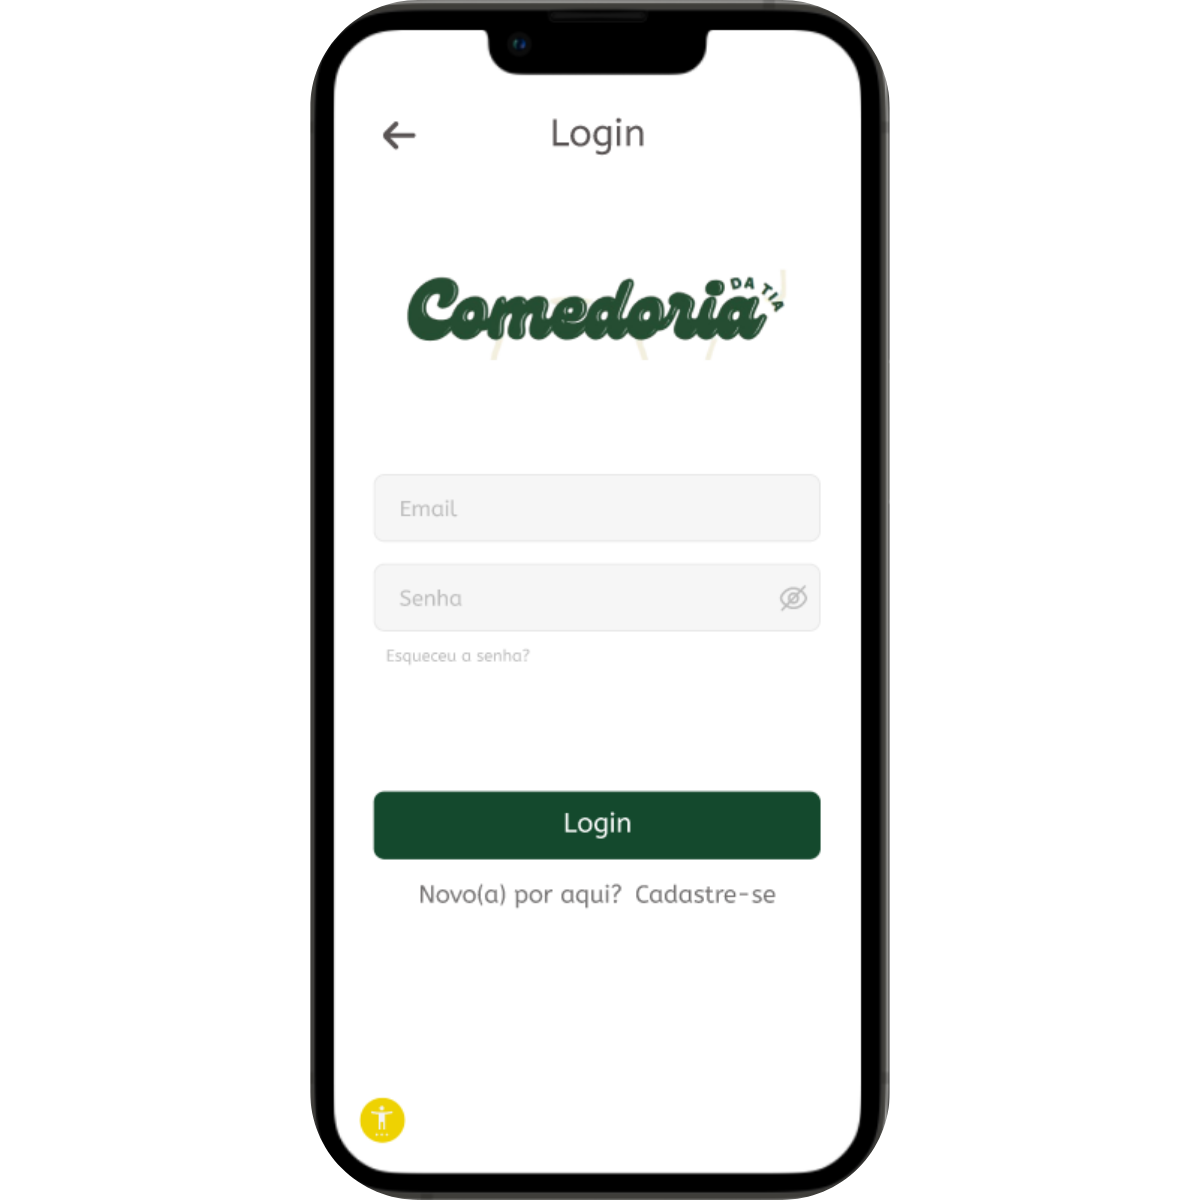 Login
Comedoria
DA TIA
Email
Senha
Esqueceu a senha?
Login
Novo(a) por aqui? Cadastre-se